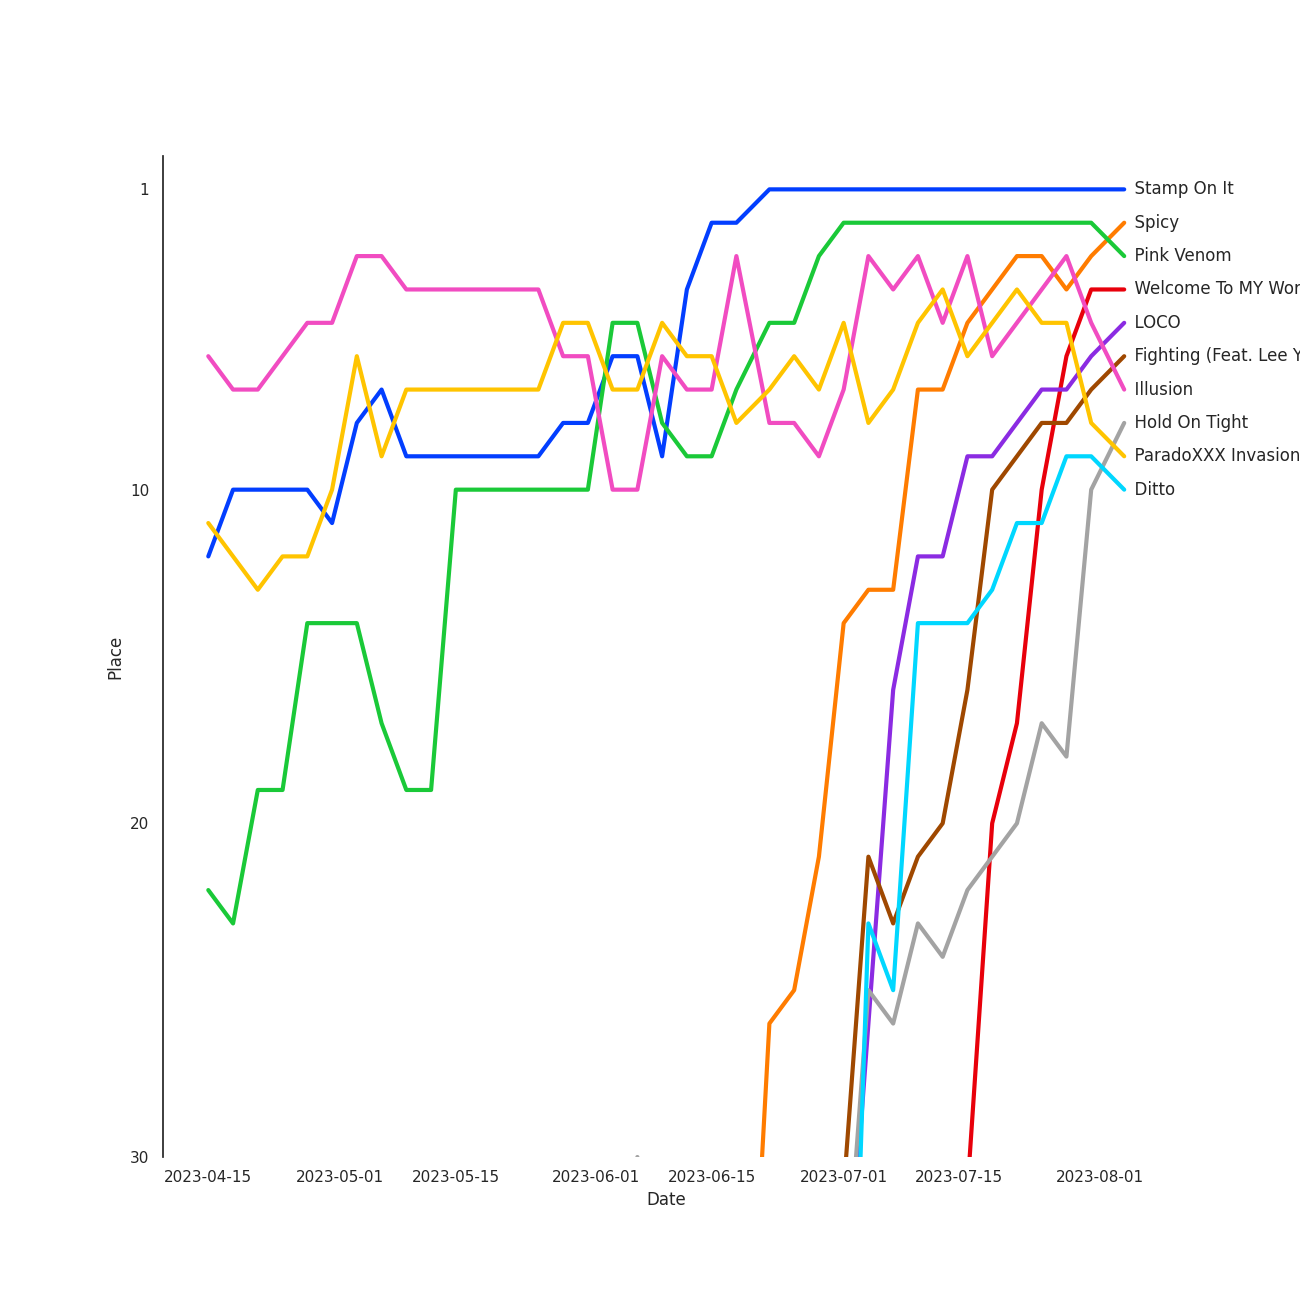 1
Stamp On It
Spicy
Pink Venom
Welcome To MY
LOCO
Fighting (Feat. Lee
Illusion
Hold On Tight
ParadoXXX Invasion
Ditto
10
20
30
Place
2023-04-15
2023-05-01
2023-05-15
2023-06-01
2023-06-15
2023-07-01
2023-07-15
2023-08-01
Date